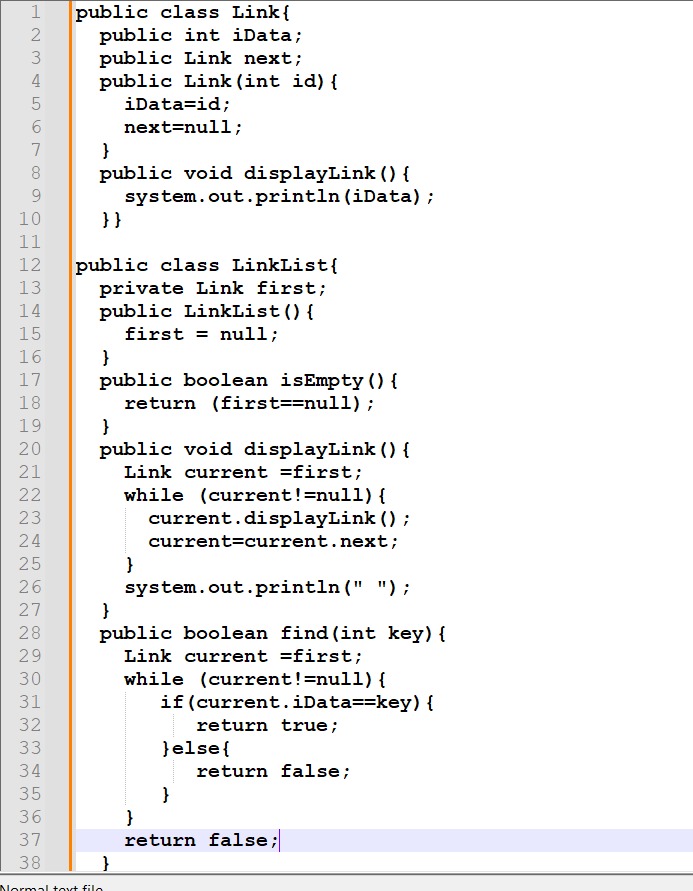 1 public class Link{
2   public int iData;
3   public Link next;
4   public Link(int id){
5     iData=id;
6     next=null;
7   }
8   public void displayLink(){
9     system.out.println(iData);
10   }}
11
12 public class LinkList{
13   private Link first;
14   public LinkList(){
15     first = null;
16   }
17   public boolean isEmpty(){
18     return (first==null);
19   }
20   public void displayLink(){
21     Link current =first;
22     while (current!=null){
23       current.displayLink();
24       current=current.next;
25     }
26     system.out.println(" ");
27   }
28   public boolean find(int key){
29     Link current =first;
30     while (current!=null){
31        if(current.iData==key){
32           return true;
33        }else{
34           return false;
35        }
36     }
37     return false;
38   }
Normal text file